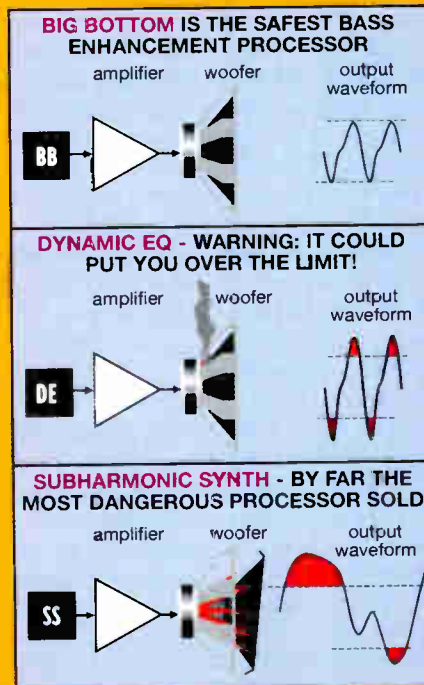 BIG BOTTOM IS THE SAFEST BASS
ENHANCEMENT PROCESSOR
amplifier woofer output
waveform
BB
DYNAMIC EQ - WARNING: IT COULD
PUT YOU OVER THE LIMIT!
amplifier woofer output
waveform
DE
SUBHARMONIC SYNTH - BY FAR THE
MOST DANGEROUS PROCESSOR SOLD
amplifier woofer output
waveform
SS